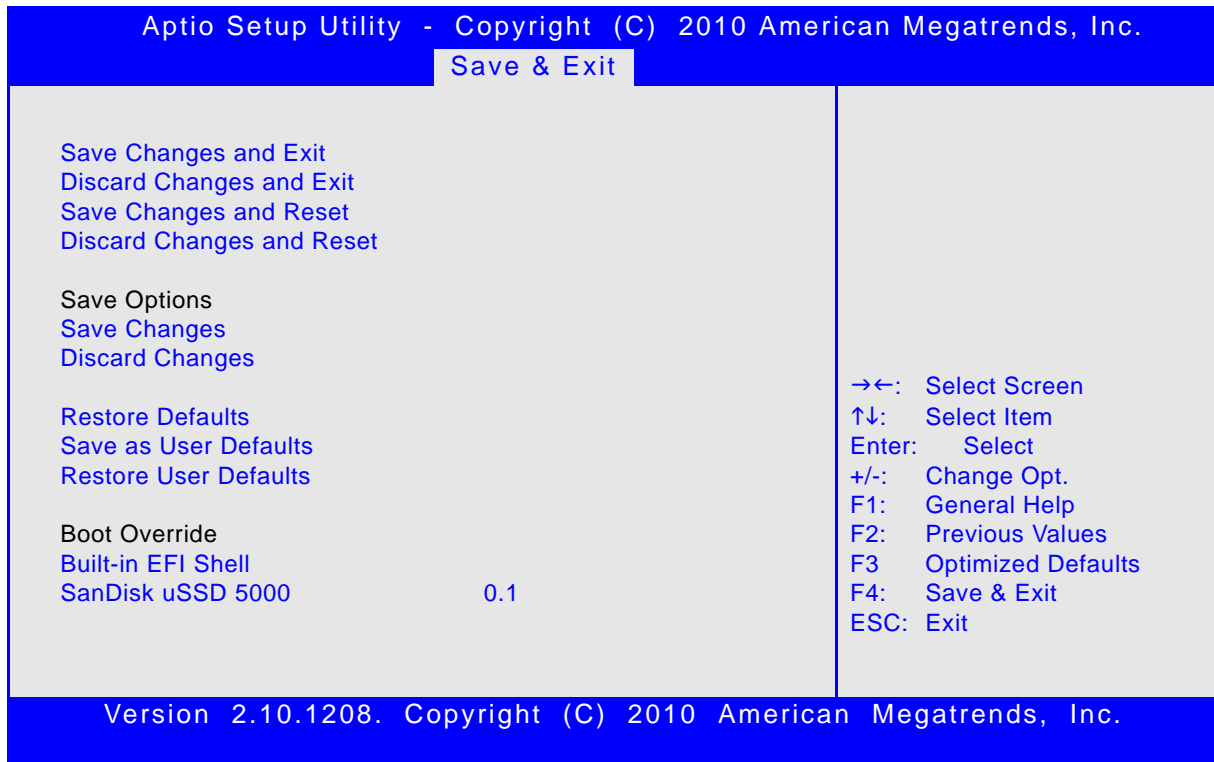 Aptio Setup Utility - Copyright (C) 2010 American Megatrends, Inc.
Save & Exit
Save Changes and Exit
Discard Changes and Exit
Save Changes and Reset
Discard Changes and Reset
Save Options
Save Changes
Discard Changes
Restore Defaults
Save as User Defaults
Restore User Defaults
Boot Override
Built-in EFI Shell
SanDisk uSSD 5000 0.1
→←: Select Screen
↑↓: Select Item
Enter: Select
+/-: Change Opt.
F1: General Help
F2: Previous Values
F3 Optimized Defaults
F4: Save & Exit
ESC: Exit
Version 2.10.1208. Copyright (C) 2010 American Megatrends, Inc.